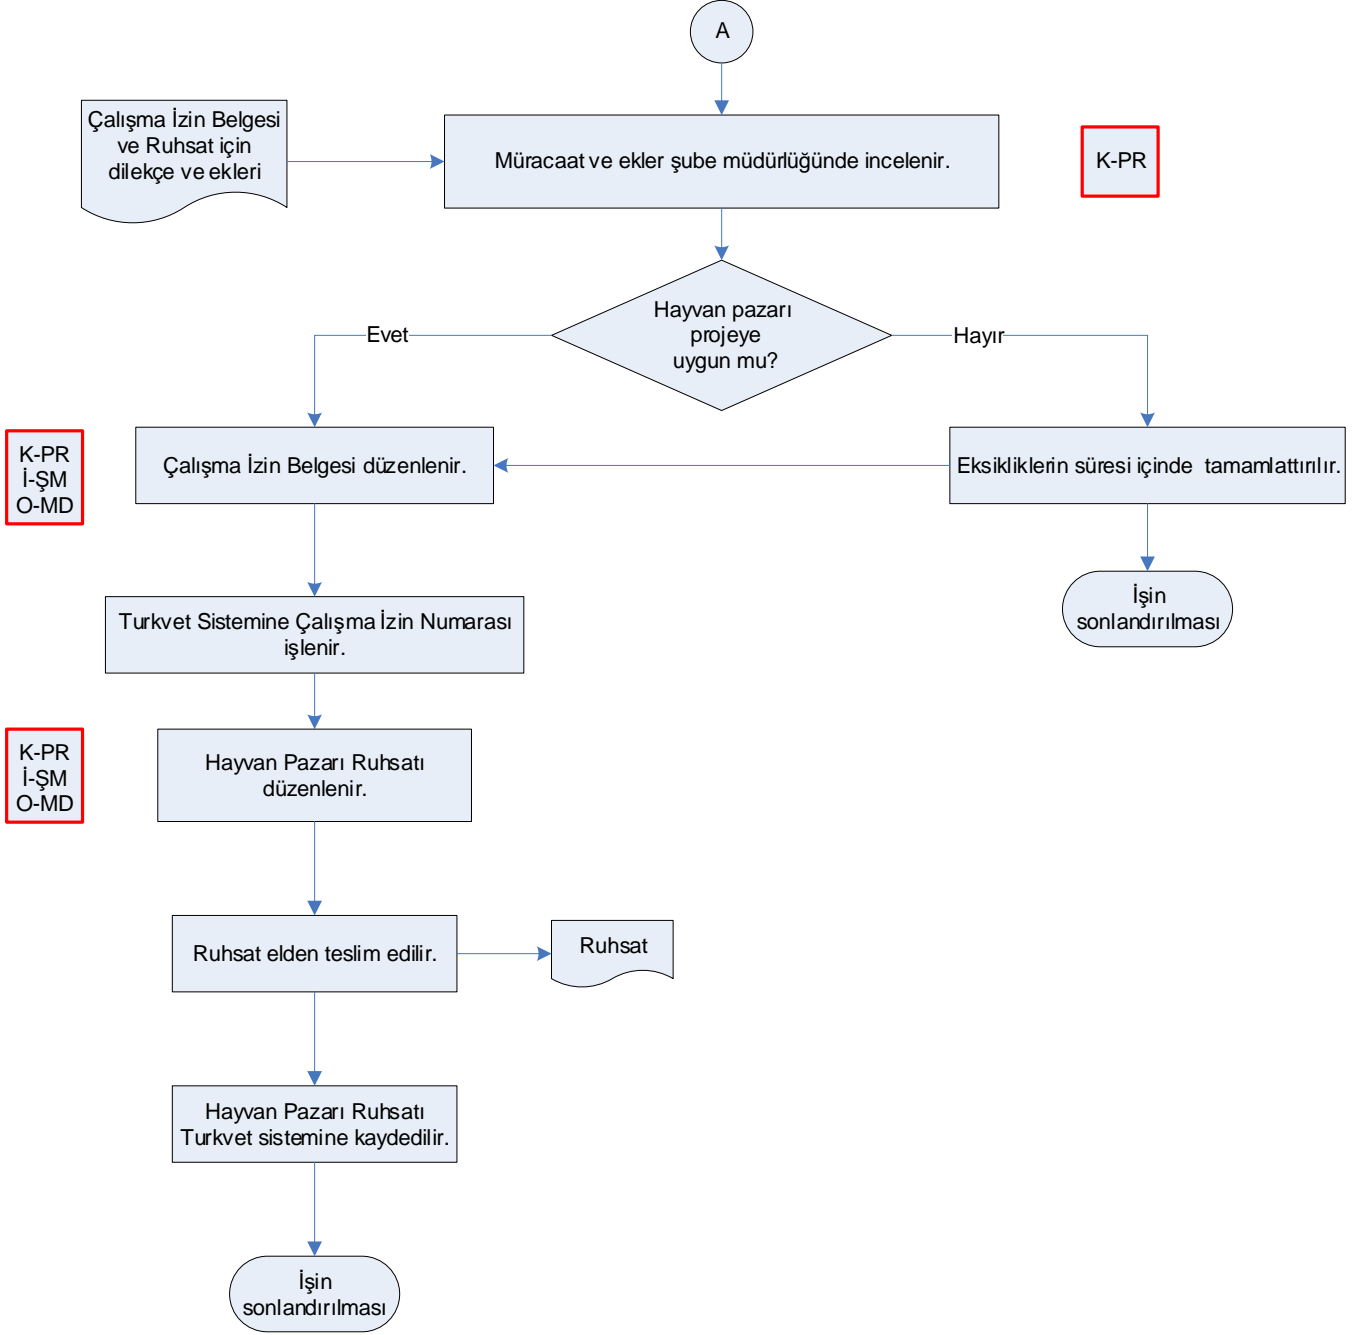 A
Çalışma İzin Belgesi
ve Ruhsat için
dilekçe ve ekleri
Müracaat ve ekler şube müdürlüğünde incelenir.
K-PR
Hayvan pazarı
projeye
uygun mu?
Evet
Hayır
K-PR
İ-ŞM
O-MD
Çalışma İzin Belgesi düzenlenir.
Eksikliklerin süresi içinde tamamlattırılır.
Turkvet Sistemine Çalışma İzin Numarası
işlenir.
İşin
sonlandırılması
K-PR
İ-ŞM
O-MD
Hayvan Pazarı Ruhsatı
düzenlenir.
Ruhsat elden teslim edilir.
Ruhsat
Hayvan Pazarı Ruhsatı
Turkvet sistemine kaydedilir.
İşin
sonlandırılması